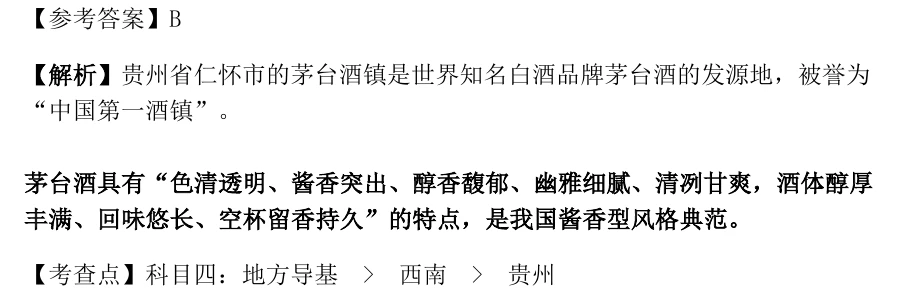 【参考答案】B
【解析】贵州省仁怀市的茅台酒镇是世界知名白酒品牌茅台酒的发源地，被誉为
“中国第一酒镇”。
茅台酒具有“色清透明、酱香突出、醇香馥郁、幽雅细腻、清冽甘爽，酒体醇厚
丰满、回味悠长、空杯留香持久”的特点，是我国酱香型风格典范。
【考查点】科目四：地方导基 > 西南 > 贵州